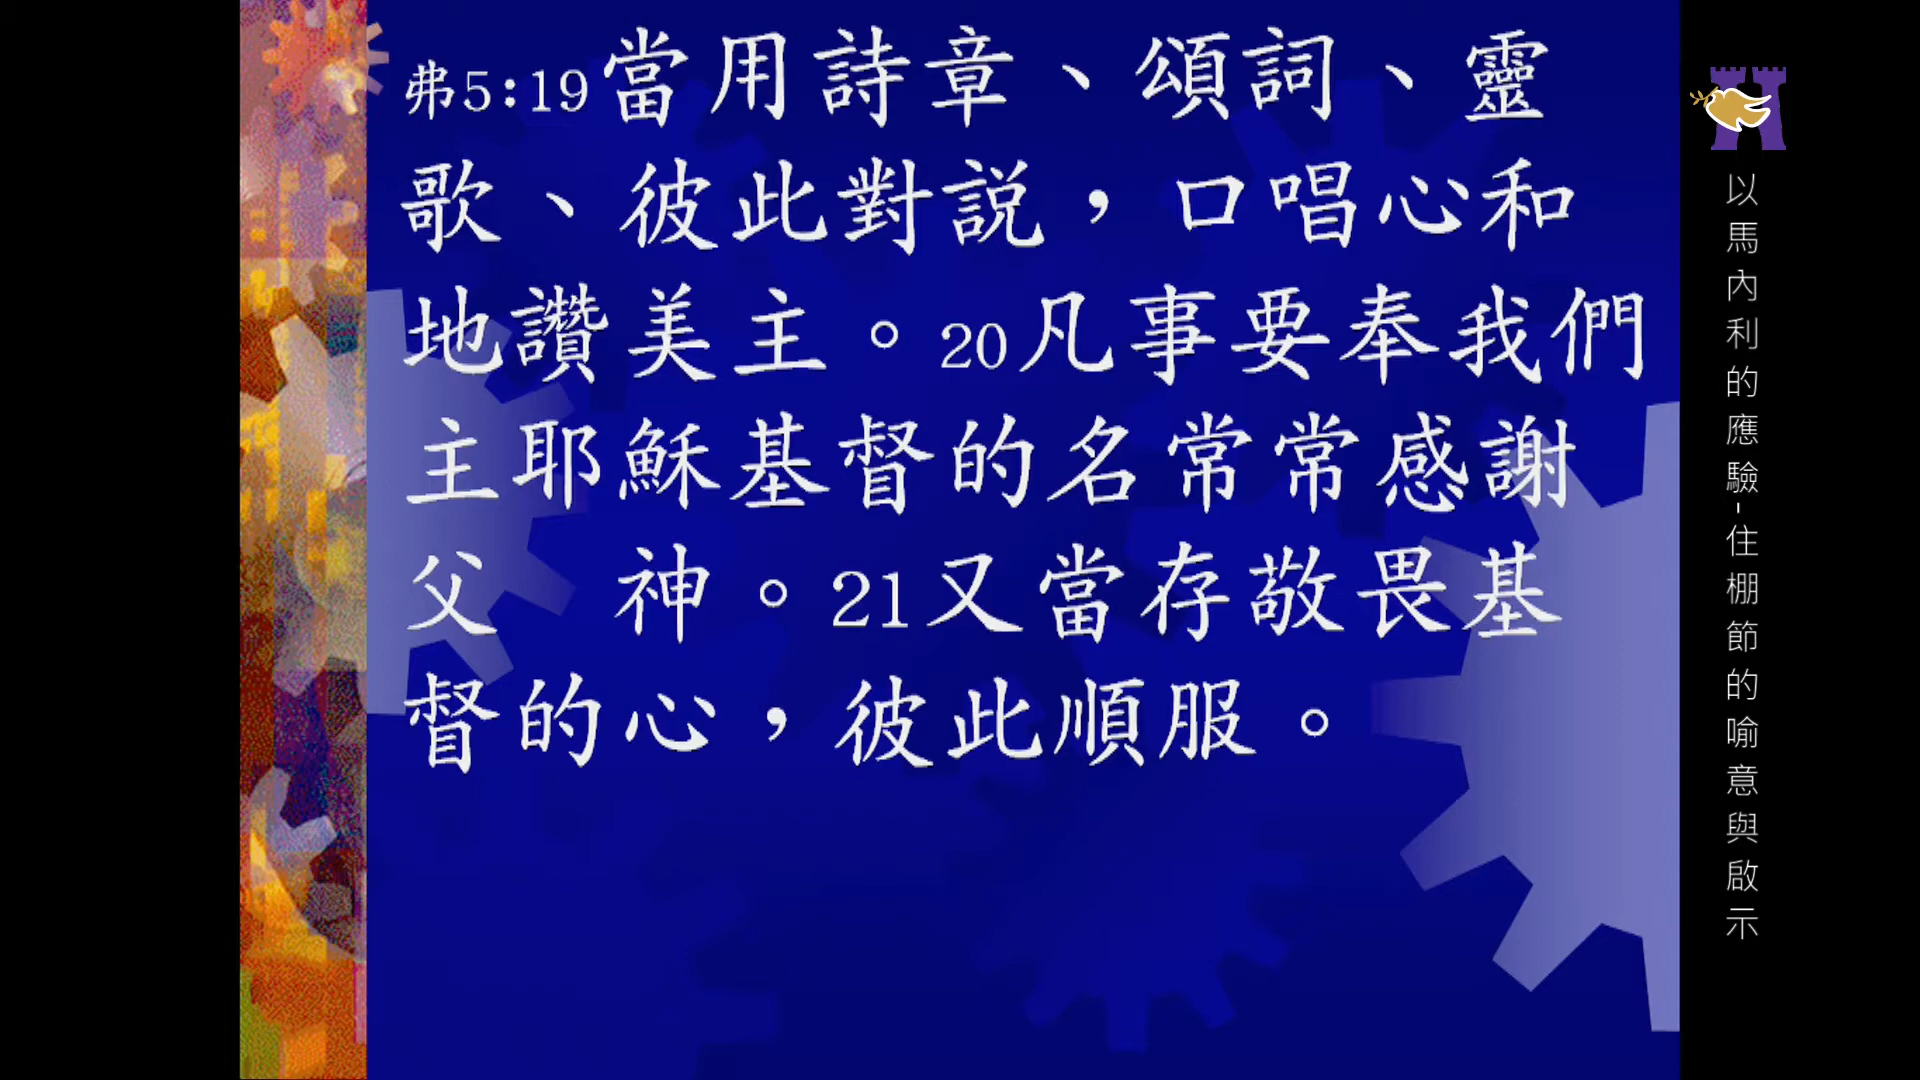 弗5:19當用詩章、頌詞、靈
歌、彼此對説，口唱心和
地讚美主。20凡事要奉我們
主耶穌基督的名常常感謝
父　神。21又當存敬畏基
督的心，彼此順服。
以馬內利的應驗-住棚節的喻意與啟示